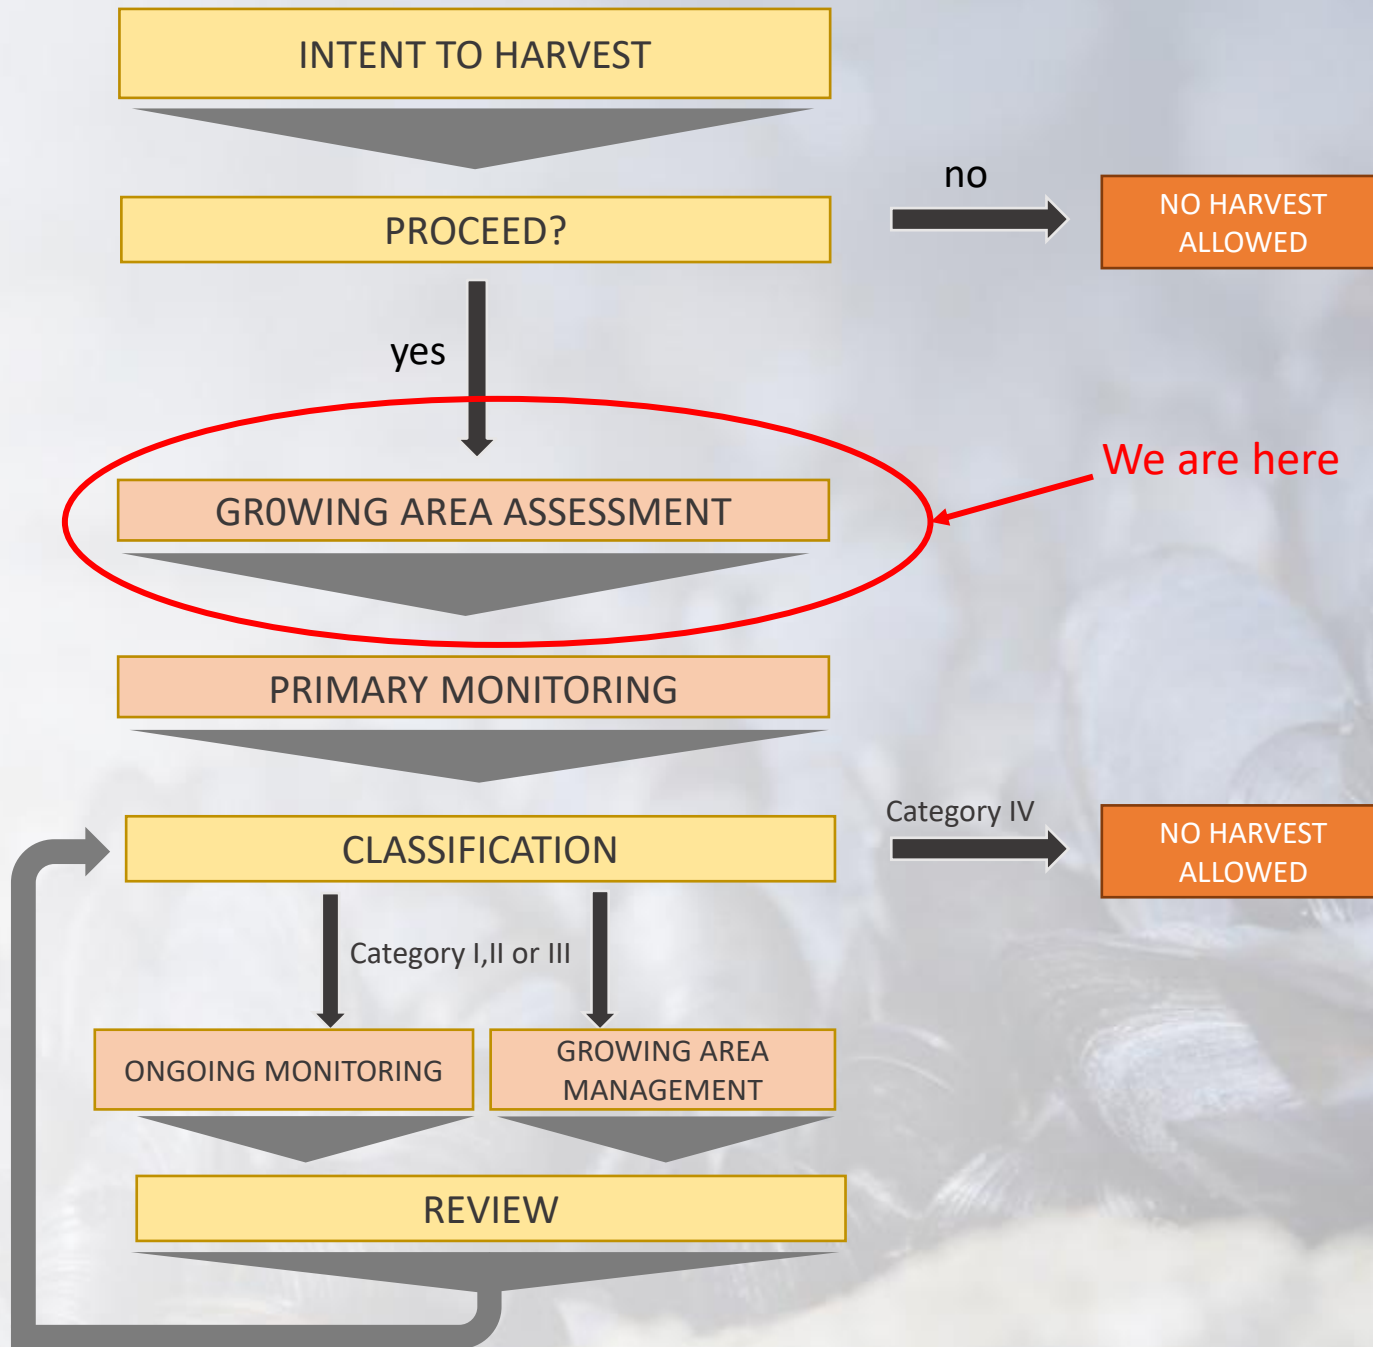 INTENT TO HARVEST
no
PROCEED?
NO HARVEST
ALLOWED
yes
We are here
GR0WING AREA ASSESSMENT
PRIMARY MONITORING
Category IV
CLASSIFICATION
NO HARVEST
ALLOWED
Category I,II or III
ONGOING MONITORING
GROWING AREA
MANAGEMENT
REVIEW